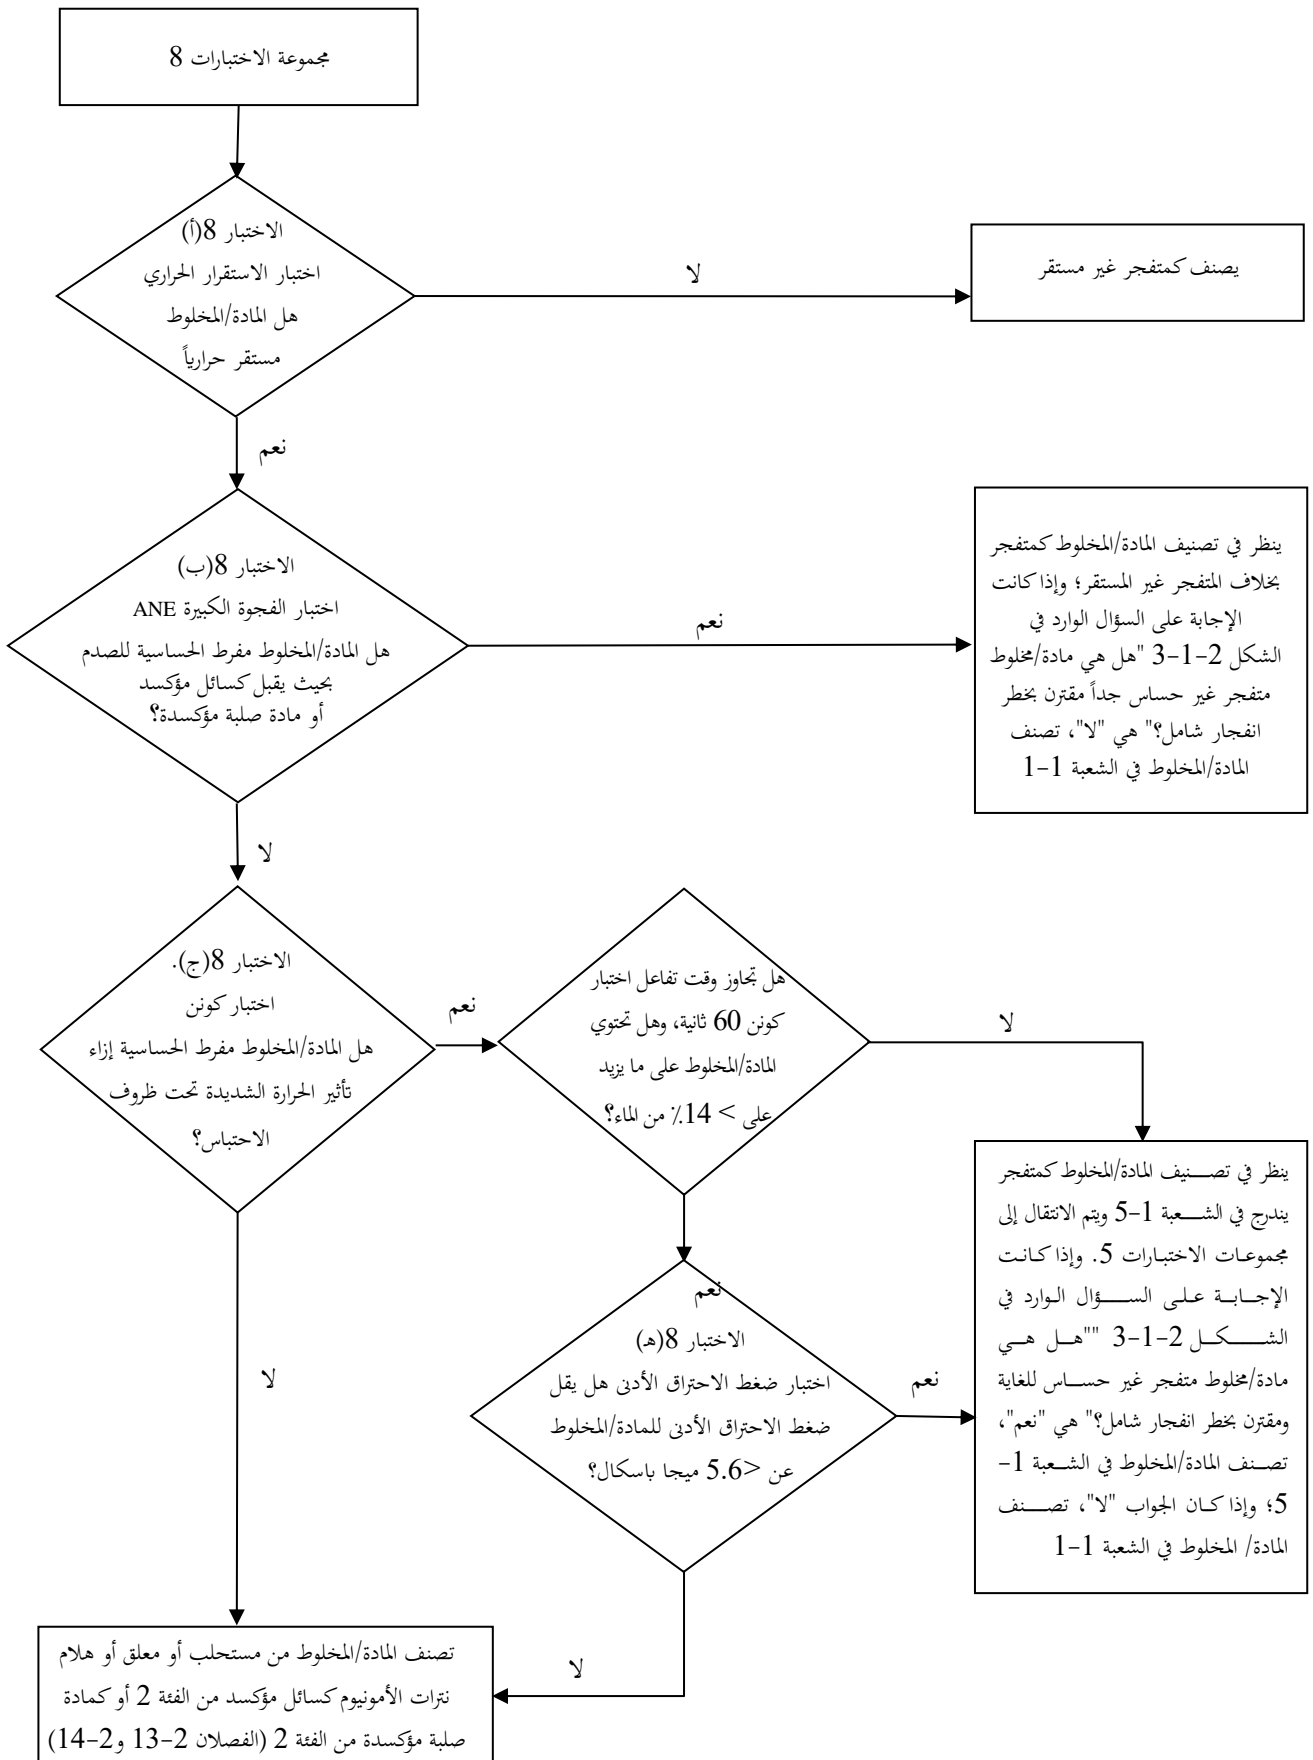 مجموعة الاختبارات 8
الاختبار 8(أ)
اختبار الاستقرار الحراري
هل المادة/المخلوط
مستقر حرارياً
لا
يصنف كمتفجر غير مستقر
نعم
الاختبار 8(ب)
اختبار الفجوة الكبيرة ANE
هل المادة/المخلوط مفرط الحساسية للصدم
بحيث يقبل كسائل مؤكسد
أو مادة صلبة مؤكسدة؟
نعم
ينظر في تصنيف المادة/المخلوط كمتفجر
بخلاف المتفجر غير المستقر؛ وإذا كانت
الإجابة على السؤال الوارد في
الشكل 2-1-3 "هل هي مادة/مخلوط
متفجر غير حساس جداً مقترن بخطر
انفجار شامل؟" هي "لا"، تصنف
المادة/المخلوط في الشعبة 1-1
لا
الاختبار 8(ج).
اختبار كونن
هل المادة/المخلوط مفرط الحساسية إزاء
تأثير الحرارة الشديدة تحت ظروف
الاحتباس؟
نعم
هل تجاوز وقت تفاعل اختبار
كونن 60 ثانية، وهل تحتوي
المادة/المخلوط على ما يزيد
على > 14٪ من الماء؟
لا
ينظر في تصنيف المادة/المخلوط كمتفجر
يندرج في الشعبة 1-5 ويتم الانتقال إلى
مجموعات الاختبارات 5. وإذا كانت
الإجابة على السؤال الوارد في
الشكل 2-1-3 ""هل هي
مادة/مخلوط متفجر غير حساس للغاية
ومقترن بخطر انفجار شامل؟" هي "نعم"،
تصنف المادة/المخلوط في الشعبة 1-
5؛ وإذا كان الجواب "لا"، تصنف
المادة/ المخلوط في الشعبة 1-1
نعم
الاختبار 8(هـ)
اختبار ضغط الاحتراق الأدنى هل يقل
ضغط الاحتراق الأدنى للمادة/المخلوط
عن <5.6 ميجا باسكال؟
نعم
لا
لا
تصنف المادة/المخلوط من مستحلب أو معلق أو هلام
نترات الأمونيوم كسائل مؤكسد من الفئة 2 أو كمادة
صلبة مؤكسدة من الفئة 2 (الفصلان 2-13 و2-14)